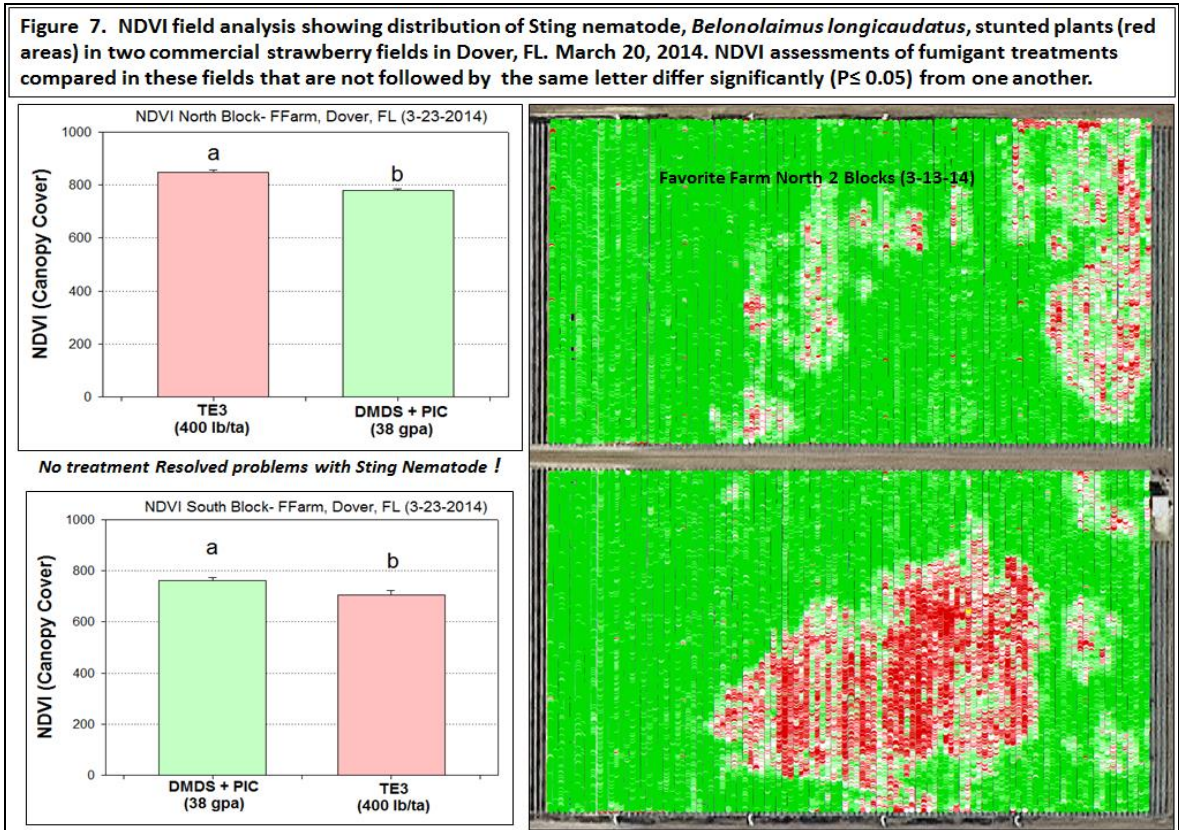 Figure 7. NDVI field analysis showing distribution of Sting nematode, Belonolaimus longicaudatus, stunted plants (red
areas) in two commercial strawberry fields in Dover, FL. March 20, 2014. NDVI assessments of fumigant treatments
compared in these fields that are not followed by the same letter differ significantly (P≤ 0.05) from one another.
NDVI North Block- FFarm, Dover, FL (3-23-2014)
NDVI (Canopy Cover)
1000
800
600
400
200
0
a
b
TE3
(400 lb/ta)
DMDS + PIC
(38 gpa)
Favorite Farm North 2 Blocks (3-13-14)
No treatment Resolved problems with Sting Nematode !
NDVI South Block- FFarm, Dover, FL (3-23-2014)
NDVI (Canopy Cover)
1000
800
600
400
200
0
a
b
DMDS + PIC
(38 gpa)
TE3
(400 lb/ta)